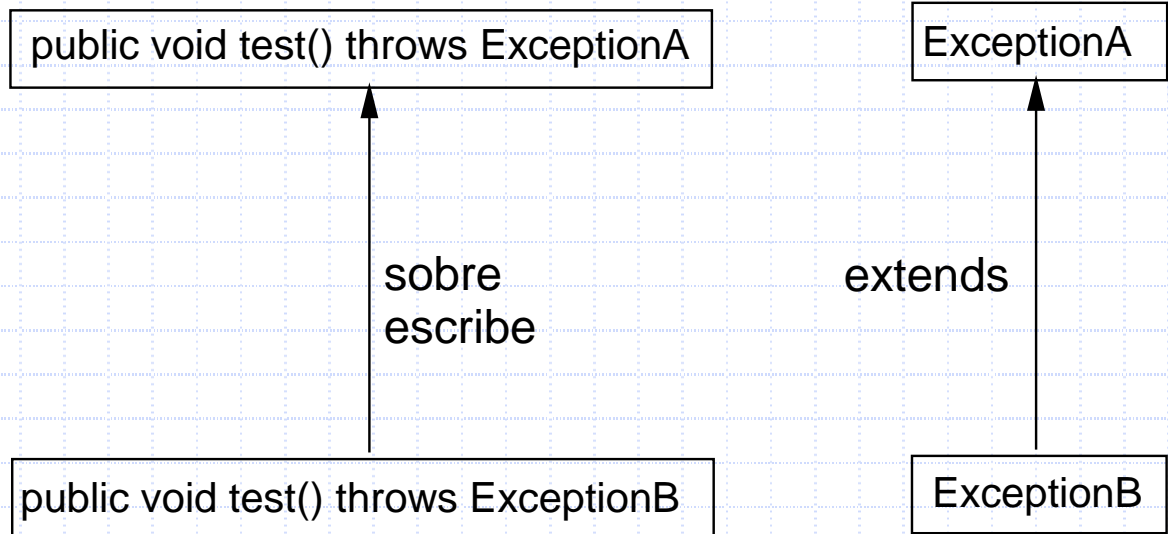 public void test() throws ExceptionA
ExceptionA
sobre
escribe
extends
public void test() throws ExceptionB
ExceptionB